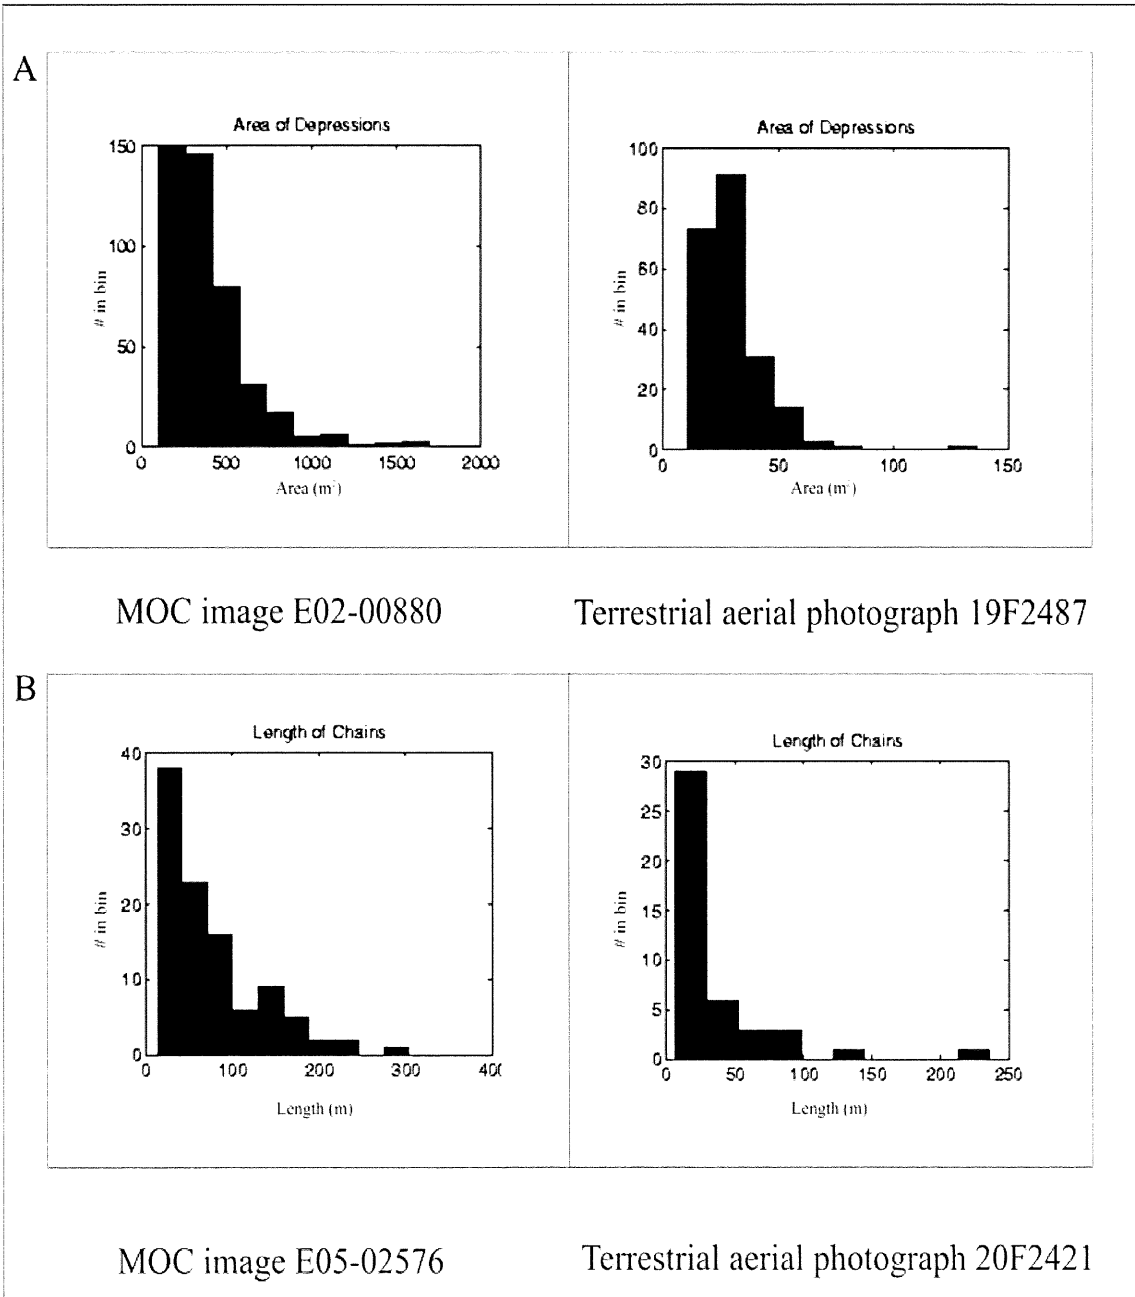 A
Area of Depressions
150
100
50
0
0 500 1000 1500 2000
# in bin
Area (m²)
Area of Depressions
100
80
60
40
20
0
0 50 100 150
# in bin
Area (m²)
MOC image E02-00880
Terrestrial aerial photograph 19F2487
B
Length of Chains
40
30
20
10
0
0 100 200 300 40(
# in bin
Length (m)
Length of Chains
30
25
20
15
10
5
0
0 50 100 150 200 250
# in bin
Length (m)
MOC image E05-02576
Terrestrial aerial photograph 20F2421